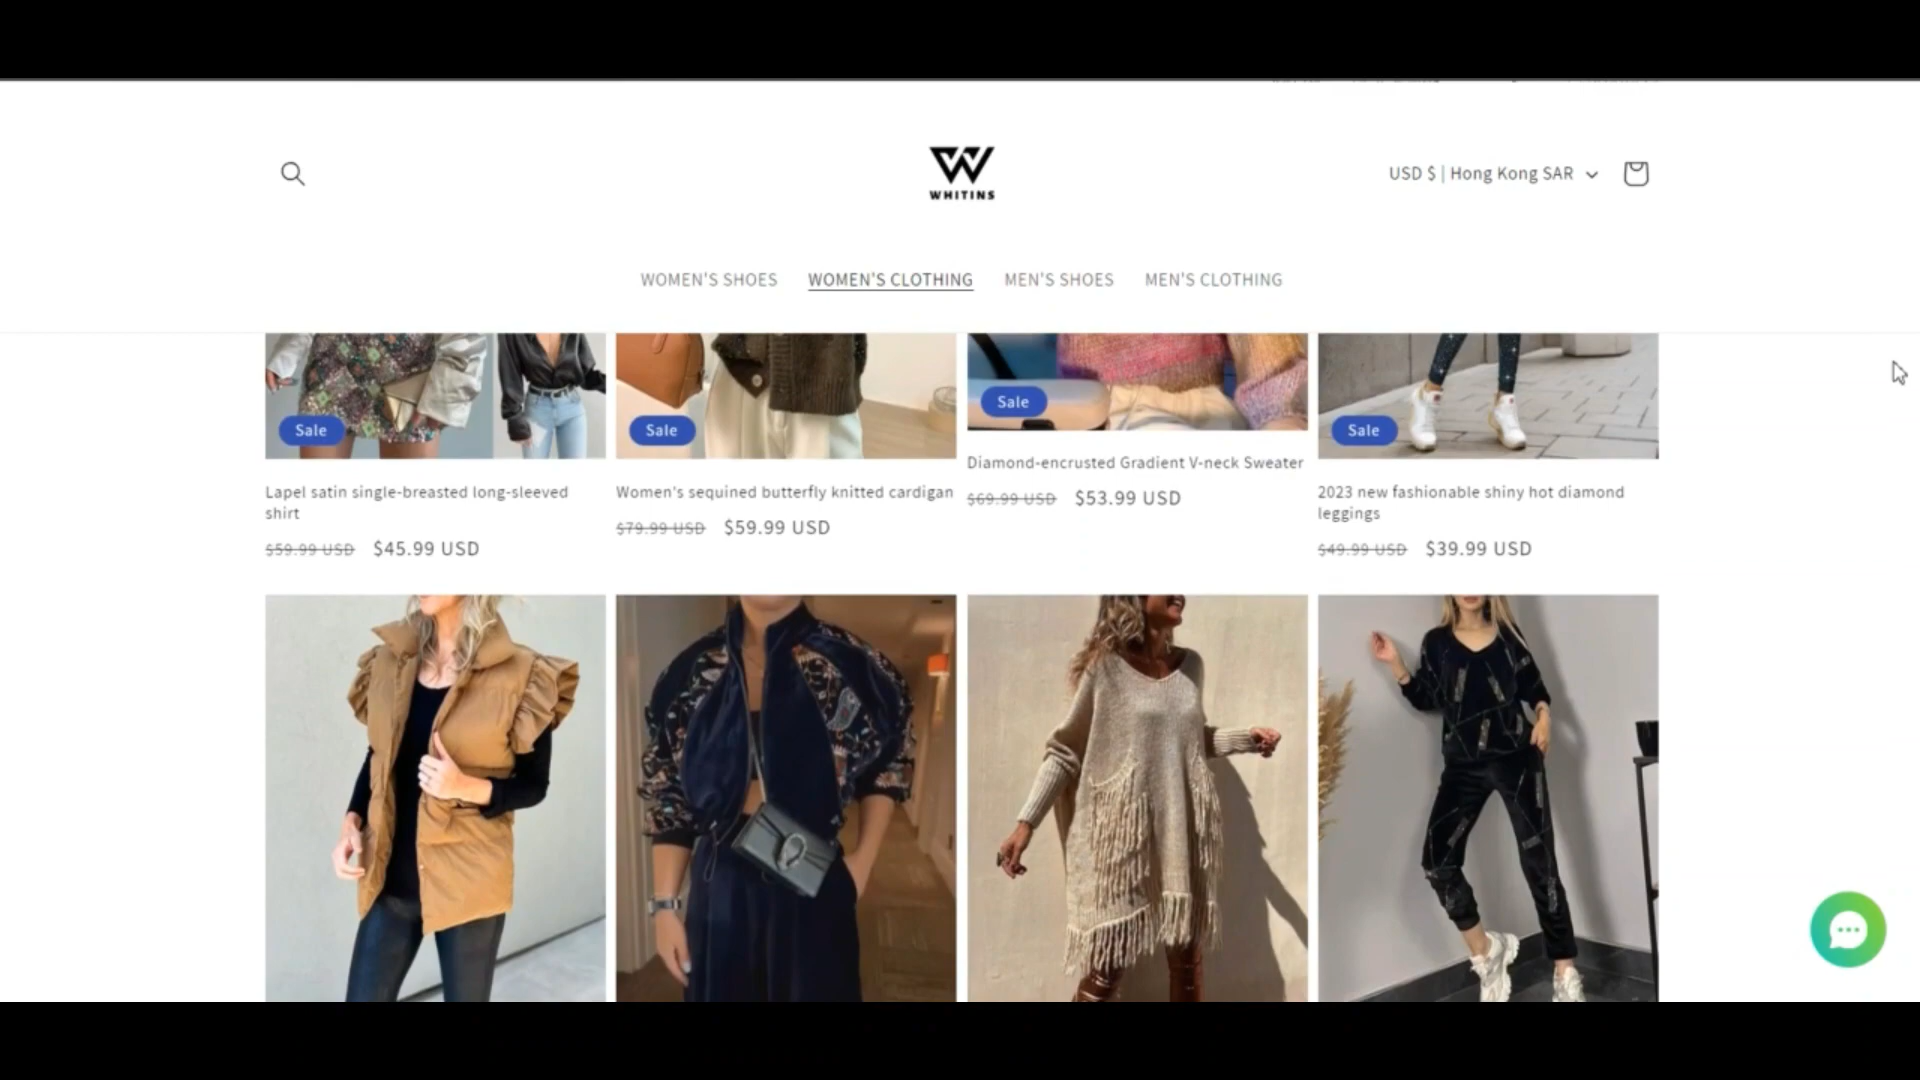 WHITINS
USD $ | Hong Kong SAR
WOMEN'S SHOES WOMEN'S CLOTHING MEN'S SHOES MEN'S CLOTHING
Sale
Sale
Sale
Sale
Lapel satin single-breasted long-sleeved
shirt
$59.99 USD $45.99 USD
Women's sequined butterfly knitted cardigan
$79.99 USD $59.99 USD
Diamond-encrusted Gradient V-neck Sweater
$69.99 USD $53.99 USD
2023 new fashionable shiny hot diamond
leggings
$49.99 USD $39.99 USD